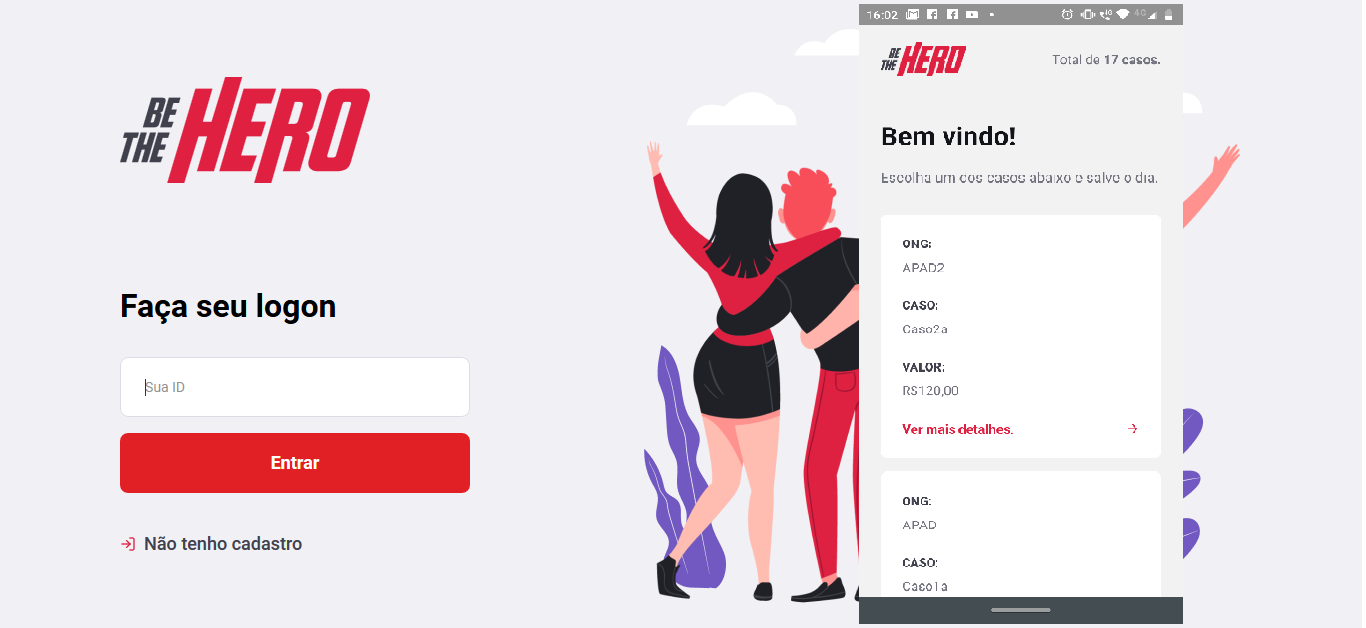 BE
THE HERO
Faça seu logon
Sua ID
Entrar
Não tenho cadastro
16:02
4G
BE
THE HERO
Total de 17 casos.
Bem vindo!
Escolha um dos casos abaixo e salve o dia.
ONG:
APAD2
CASO:
Caso2a
VALOR:
R$120,00
Ver mais detalhes.
ONG:
APAD
CASO:
Caso1a